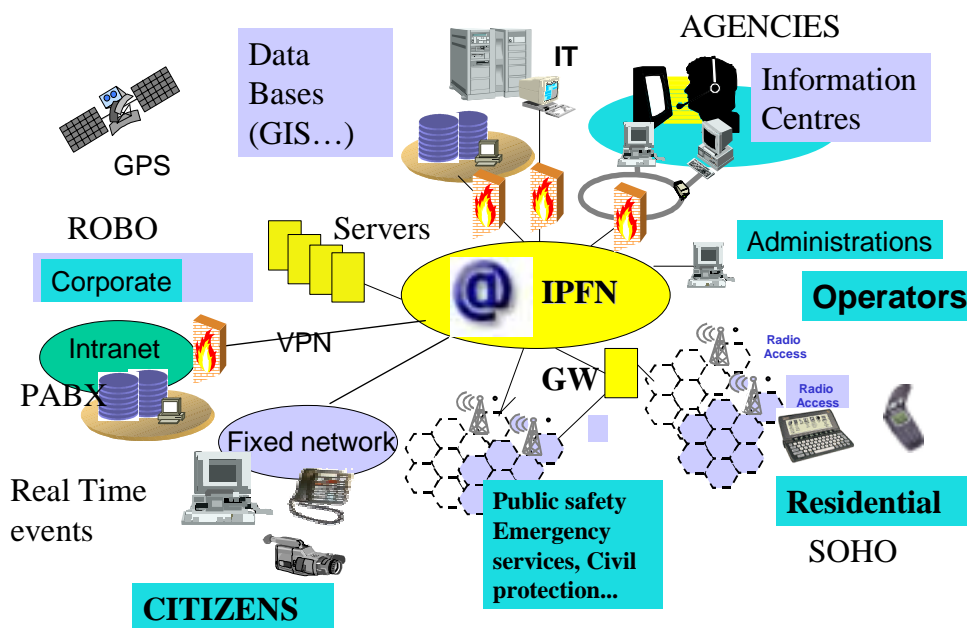 AGENCIES
Data
Bases
(GIS…)
IT
Information
Centres
GPS
ROBO
Servers
Corporate
Administrations
@
IPFN
Operators
VPN
Intranet
PABX
GW
Radio
Access
Radio
Access
Fixed network
Real Time
events
Public safety
Emergency
services, Civil
protection...
Residential
SOHO
CITIZENS